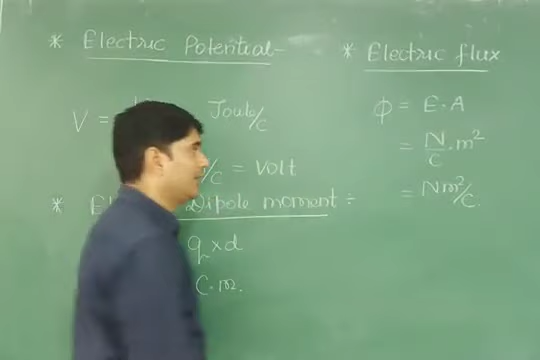 * Electric Potential-
V =
Joule/C
/C = Volt
* Dipole moment ÷
q × d
C.m.
* Electric flux
ϕ = E.A
= N/C . m²
= Nm²/C.